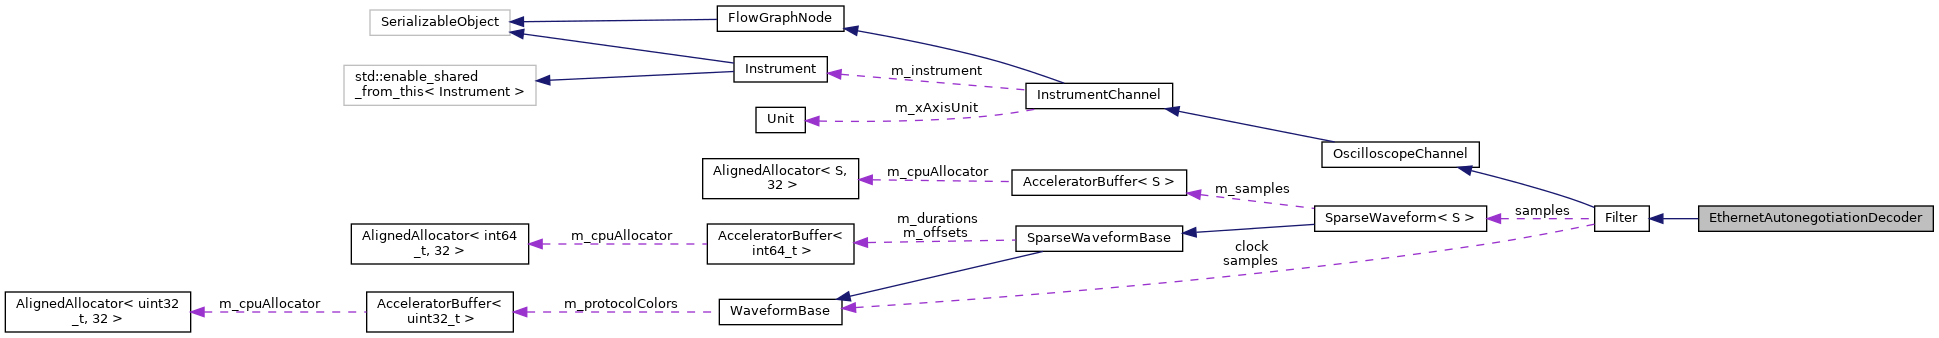 SerializableObject
FlowGraphNode
std::enable_shared
_from_this< Instrument >
Instrument
m_instrument
InstrumentChannel
m_xAxisUnit
Unit
OscilloscopeChannel
AlignedAllocator< S,
32 >
m_cpuAllocator
AcceleratorBuffer< S >
m_samples
SparseWaveform< S >
samples
Filter
EthernetAutonegotiationDecoder
AlignedAllocator< int64
_t, 32 >
m_cpuAllocator
AcceleratorBuffer<
int64_t >
m_durations
m_offsets
SparseWaveformBase
clock
samples
AlignedAllocator< uint32
_t, 32 >
m_cpuAllocator
AcceleratorBuffer<
uint32_t >
m_protocolColors
WaveformBase